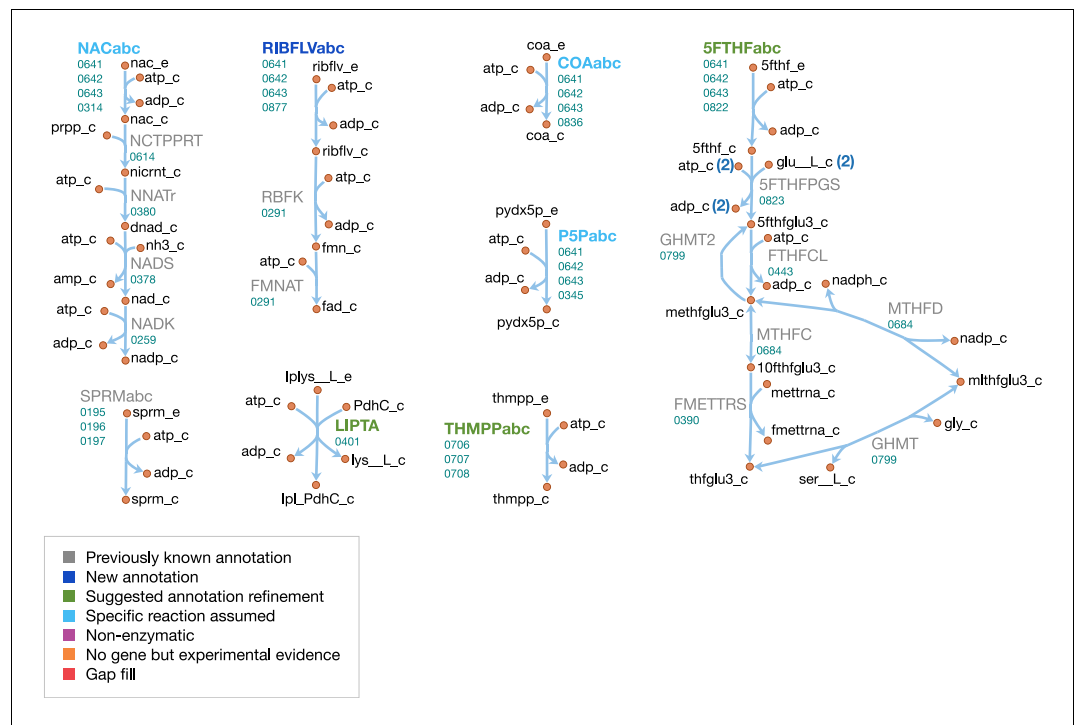 NACabc
0641
0642
0643
0314
nac_e
atp_c
adp_c
nac_c
prpp_c
NCTPPRT
0614
nicrnt_c
atp_c
NNATr
0380
dnad_c
atp_c
nh3_c
NADS
0378
amp_c
nad_c
atp_c
NADK
0259
adp_c
nadp_c
RIBFLVabc
0641
0642
0643
0877
ribflv_e
atp_c
adp_c
ribflv_c
atp_c
RBFK
0291
adp_c
fmn_c
atp_c
FMNAT
0291
fad_c
coa_e
COAabc
atp_c
0641
0642
0643
0836
adp_c
coa_c
pydx5p_e
P5Pabc
atp_c
0641
0642
0643
0345
adp_c
pydx5p_c
5FTHFabc
0641
0642
0643
0822
5fthf_e
atp_c
adp_c
5fthf_c
atp_c (2)
glu__L_c (2)
5FTHFPGS
0823
adp_c (2)
5fthfglu3_c
GHMT2
0799
atp_c
FTHFCL
0443
adp_c
nadph_c
methfglu3_c
MTHFD
0684
MTHFC
0684
nadp_c
10fthfglu3_c
mlthfglu3_c
mettrna_c
FMETTRS
0390
fmettrna_c
gly_c
GHMT
0799
thfglu3_c
ser__L_c
SPRMabc
0195
0196
0197
sprm_e
atp_c
adp_c
sprm_c
lplys__L_e
atp_c
PdhC_c
LIPTA
0401
adp_c
lys__L_c
lpl_PdhC_c
thmpp_e
THMPPabc
0706
0707
0708
atp_c
adp_c
thmpp_c
Previously known annotation
New annotation
Suggested annotation refinement
Specific reaction assumed
Non-enzymatic
No gene but experimental evidence
Gap fill